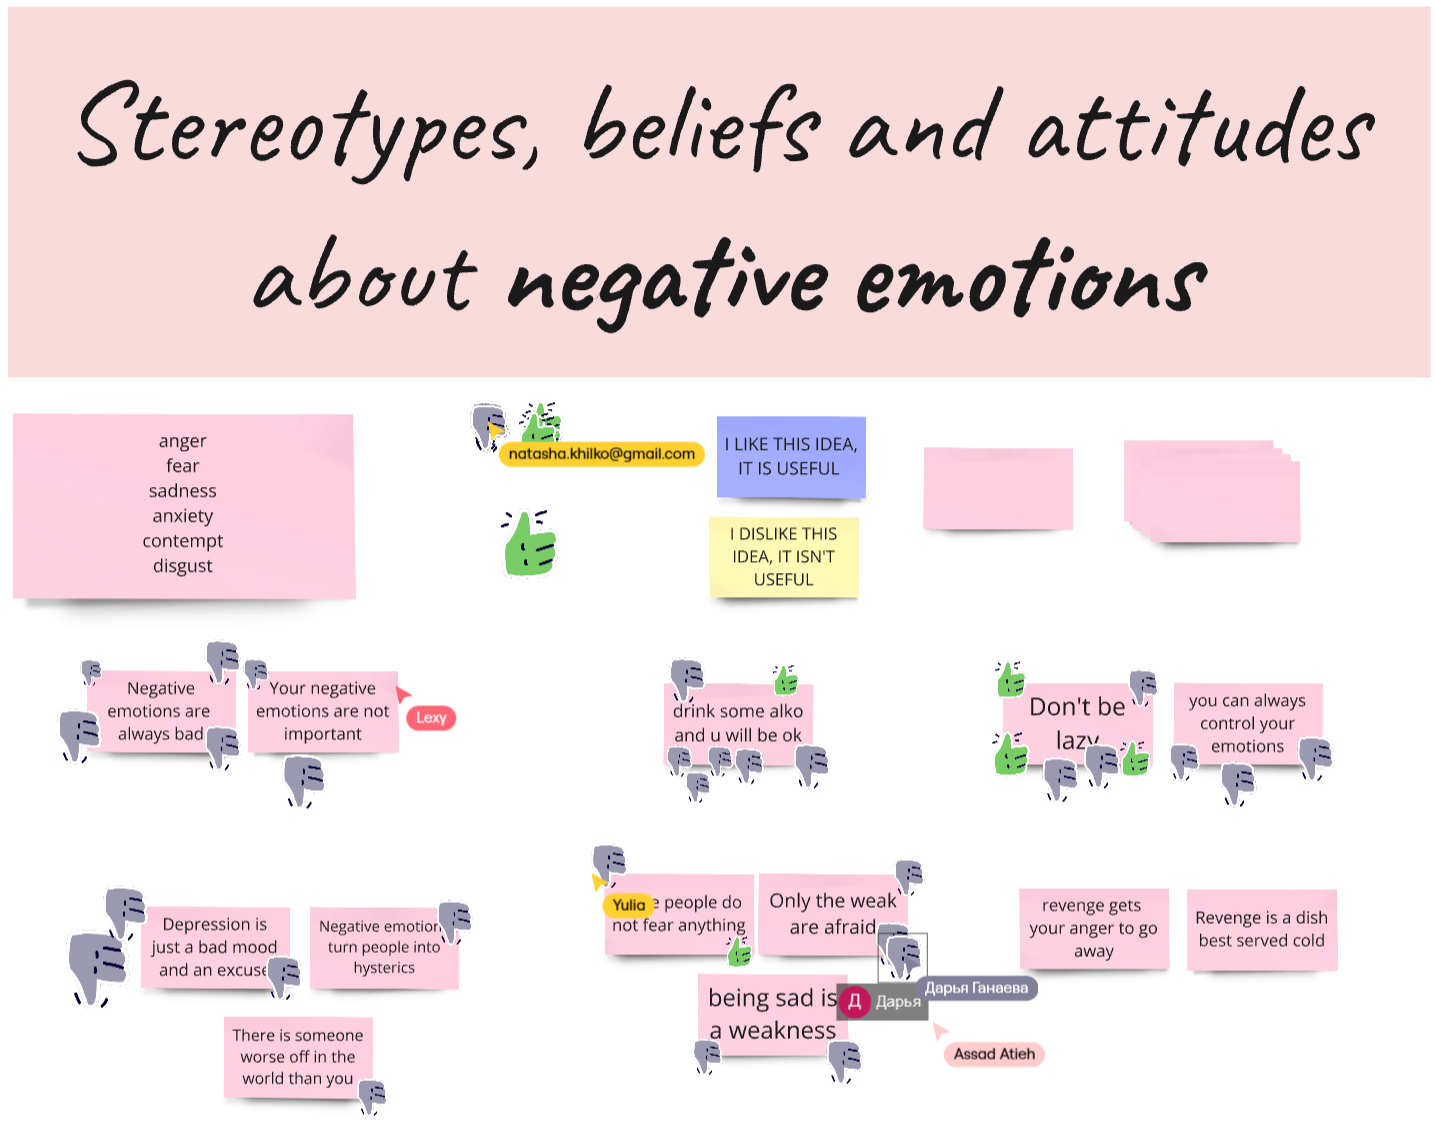 Stereotypes, beliefs and attitudes
about negative emotions
anger
fear
sadness
anxiety
contempt
disgust
natasha.khilko@gmail.com
I LIKE THIS IDEA,
IT IS USEFUL
I DISLIKE THIS
IDEA, IT ISN'T
USEFUL
Negative
emotions are
always bad
Your negative
emotions are not
important
Lexy
drink some alko
and u will be ok
Don't be
lazy
you can always
control your
emotions
Depression is
just a bad mood
and an excuse
Negative emotion
turn people into
hysterics
There is someone
worse off in the
world than you
Yulia
people do
not fear anything
Only the weak
are afraid
being sad is
a weakness
Д Дарья
Дарья Ганаева
Assad Atieh
revenge gets
your anger to go
away
Revenge is a dish
best served cold